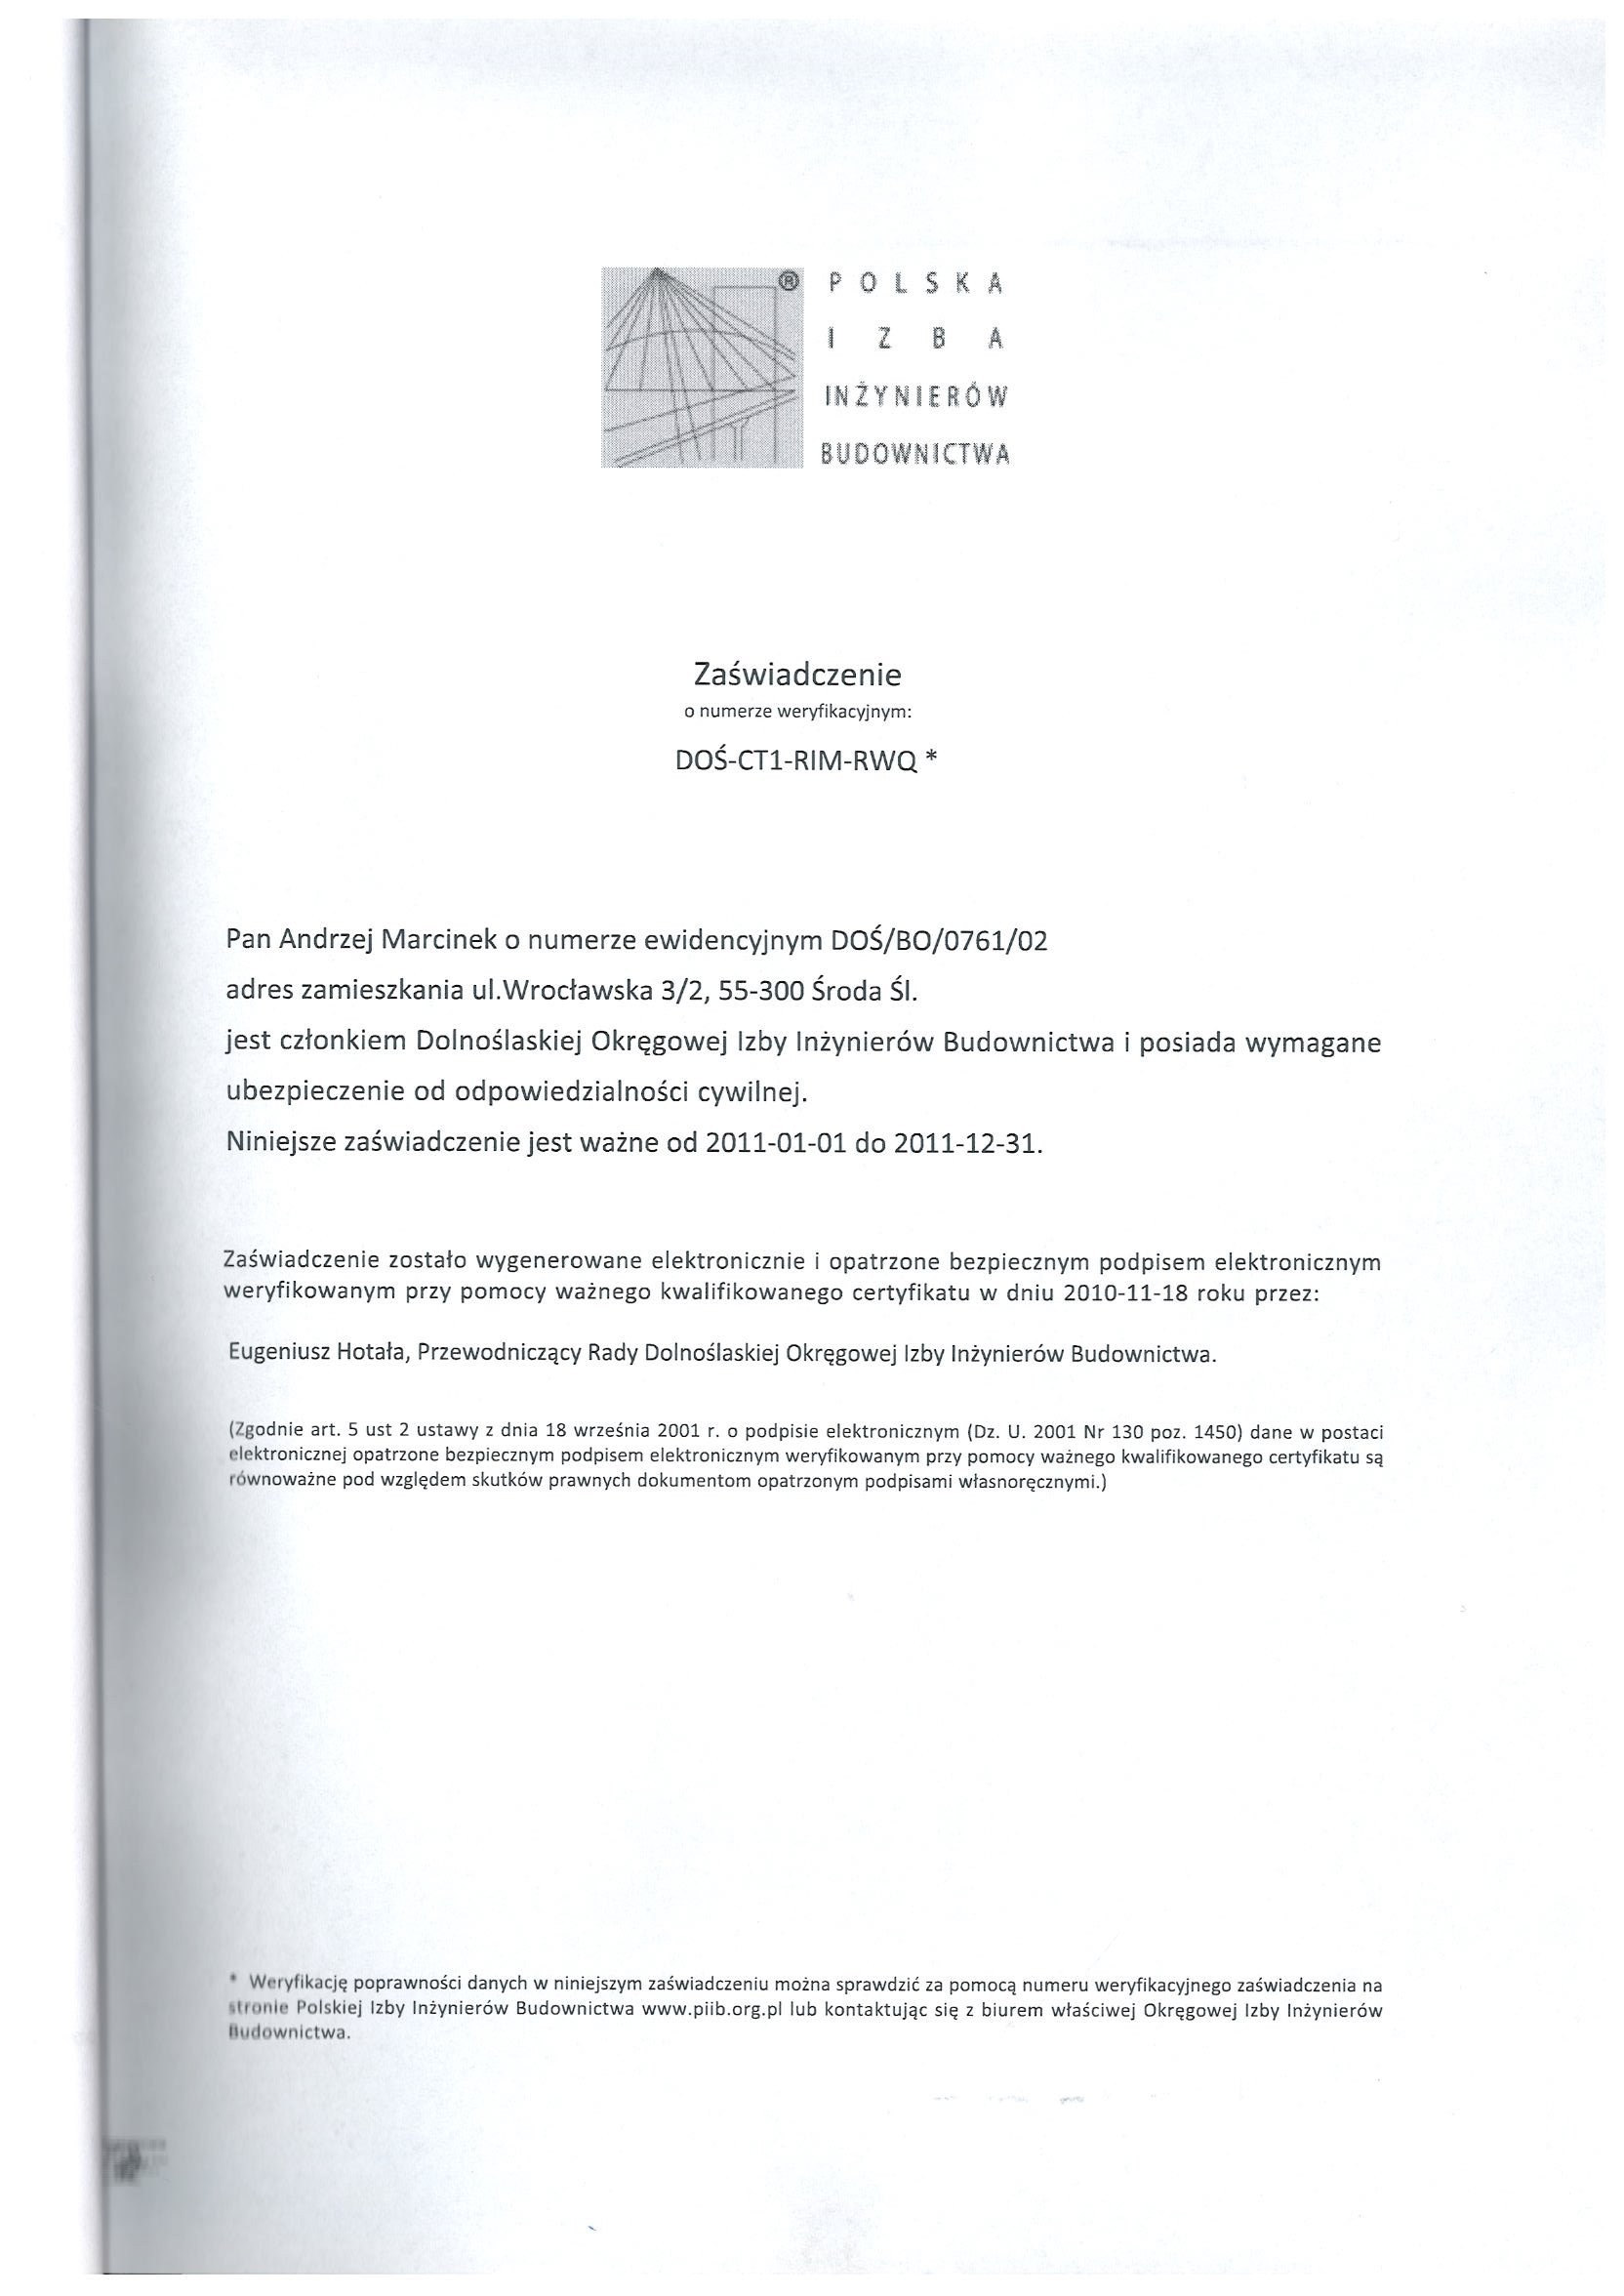 ®
POLSKA
IZBA
INŻYNIERÓW
BUDOWNICTWA
Zaświadczenie
o numerze weryfikacyjnym:
DOŚ-CT1-RIM-RWQ *
Pan Andrzej Marcinek o numerze ewidencyjnym DOŚ/BO/0761/02
adres zamieszkania ul.Wrocławska 3/2, 55-300 Środa Śl.
jest członkiem Dolnoślaskiej Okręgowej Izby Inżynierów Budownictwa i posiada wymagane
ubezpieczenie od odpowiedzialności cywilnej.
Niniejsze zaświadczenie jest ważne od 2011-01-01 do 2011-12-31.
Zaświadczenie zostało wygenerowane elektronicznie i opatrzone bezpiecznym podpisem elektronicznym
weryfikowanym przy pomocy ważnego kwalifikowanego certyfikatu w dniu 2010-11-18 roku przez:
Eugeniusz Hotała, Przewodniczący Rady Dolnoślaskiej Okręgowej Izby Inżynierów Budownictwa.
(Zgodnie art. 5 ust 2 ustawy z dnia 18 września 2001 r. o podpisie elektronicznym (Dz. U. 2001 Nr 130 poz. 1450) dane w postaci
elektronicznej opatrzone bezpiecznym podpisem elektronicznym weryfikowanym przy pomocy ważnego kwalifikowanego certyfikatu są
równoważne pod względem skutków prawnych dokumentom opatrzonym podpisami własnoręcznymi.)
* Weryfikację poprawności danych w niniejszym zaświadczeniu można sprawdzić za pomocą numeru weryfikacyjnego zaświadczenia na
stronie Polskiej Izby Inżynierów Budownictwa www.piib.org.pl lub kontaktując się z biurem właściwej Okręgowej Izby Inżynierów
Budownictwa.